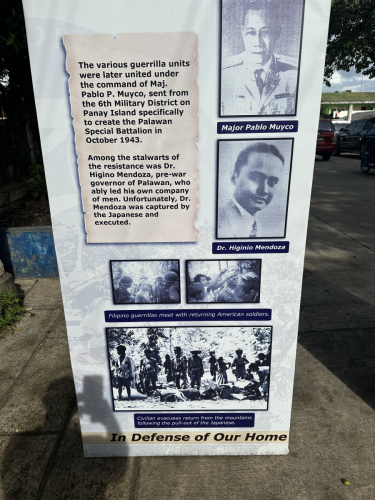 The various guerrilla units
were later united under
the command of Maj.
Pablo P. Muyco, sent from
the 6th Military District on
Panay Island specifically
to create the Palawan
Special Battalion in
October 1943.
Among the stalwarts of
the resistance was Dr.
Higino Mendoza, pre-war
governor of Palawan, who
ably led his own company
of men. Unfortunately, Dr.
Mendoza was captured by
the Japanese and
executed.
Major Pablo Muyco
Dr. Higinio Mendoza
Filipino guerrillas meet with returning American soldiers.
Civilian evacuees return from the mountains
following the pull-out of the Japanese.
In Defense of Our Home